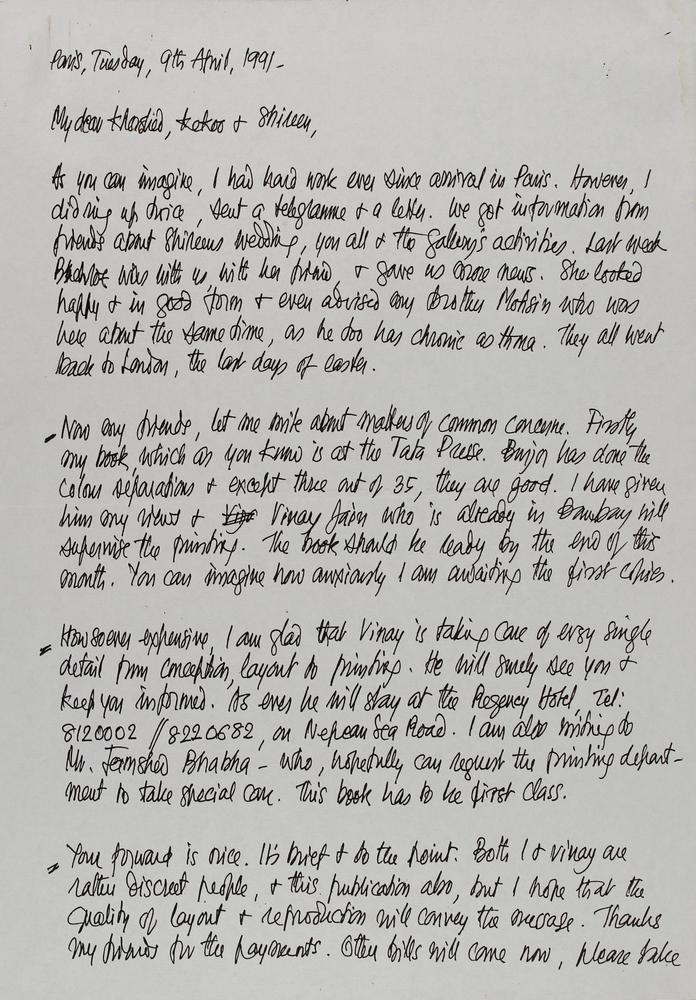 Paris, Tuesday, 9th April, 1991-
My dear Khorshed, Kekoo & Shireen,
As you can imagine, I had hard work ever since arrival in Paris. However, I
did ring up twice, sent a telegramme & a letter. We got information from
friends about Shireens wedding, you all & the gallery's activities. Last week
was with us with her friend, & gave us more news. She looked
happy & in good form & even advised my Brother Mohsin who was
here about the same time, as he too has chronic asthma. They all went
back to London, the last days of easter.
Now my friends, let me write about matters of common concerne. Firstly
my book, which as you know is at the Tata Presse. Burjor has done the
colour separations & except three out of 35, they are good. I have given
him my views & Vinay Jain who is already in Bombay will
supervise the printing. The book should be ready by the end of this
month. You can imagine how anxiously I am awaiting the first copies.
Howsoever expensive, I am glad that Vinay is taking care of every single
detail from conception, layout to printing. He will surely see you &
keep you informed. As ever he will stay at the Regency Hotel, Tel:
8120002 // 8220682, on Nepean Sea Road. I am also writing to
Mr. Jamshed Bhabha - who, hopefully can request the printing depart-
ment to take special care. This book has to be first class.
Your forward is nice. It's brief & to the point. Both I & Vinay are
rather discreet people, & this publication also, but I hope that the
quality of layout & reproduction will convey the message. Thanks
my friends for the payments. Other bills will come now, please take